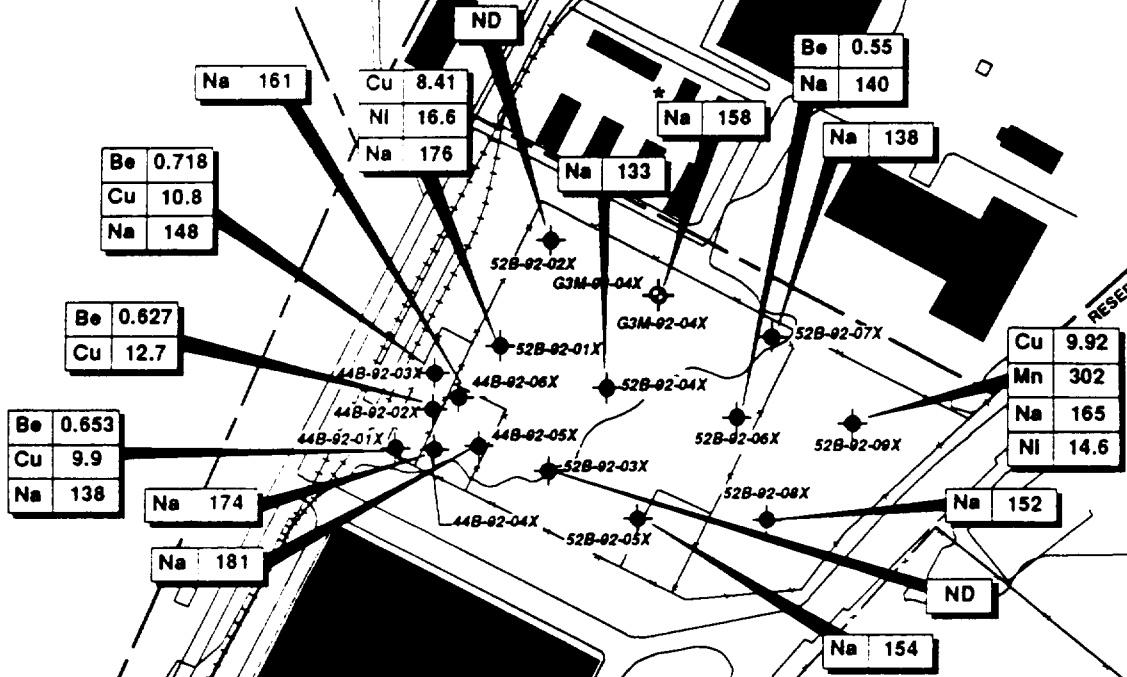 ND
Be 0.55
Na 140
Na 161
Cu 8.41
Ni 16.6
Na 176
*
Na 158
Na 138
Be 0.718
Cu 10.8
Na 148
Na 133
52B-92-02X
G3M-92-04X
G3M-92-04X
RESER
Be 0.627
Cu 12.7
52B-92-01X
52B-92-07X
Cu 9.92
Mn 302
Na 165
Ni 14.6
44B-92-03X
44B-92-06X
52B-92-04X
44B-92-02X
Be 0.653
Cu 9.9
Na 138
44B-92-01X
44B-92-05X
52B-92-06X
52B-92-09X
52B-92-03X
Na 174
44B-92-04X
52B-92-08X
Na 152
52B-92-05X
Na 181
ND
Na 154